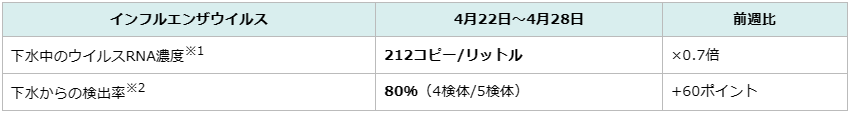 インフルエンザウイルス 4月22日～4月28日 前週比
下水中のウイルスRNA濃度※1 212コピー/リットル ×0.7倍
下水からの検出率※2 80%（4検体/5検体） +60ポイント